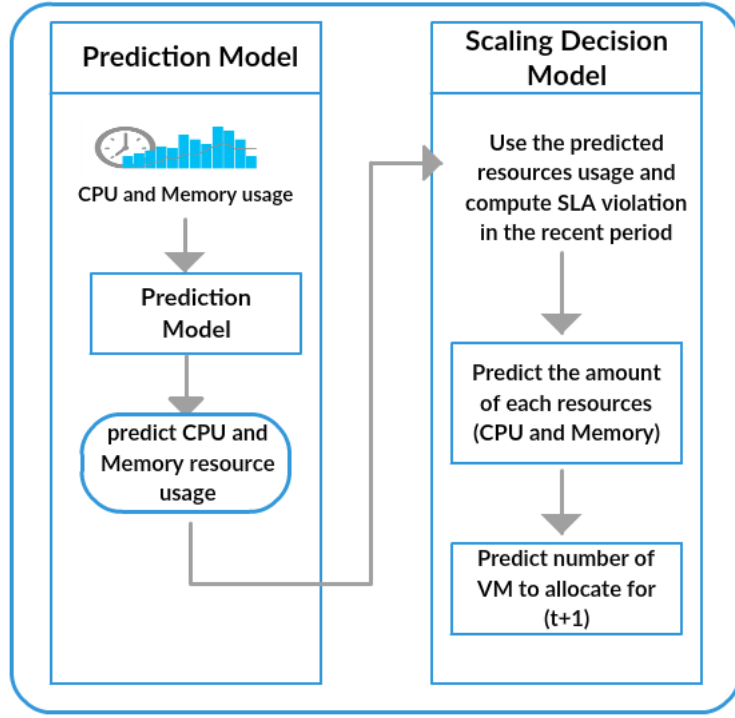 Prediction Model
CPU and Memory usage
Prediction
Model
predict CPU and
Memory resource
usage
Scaling Decision
Model
Use the predicted
resources usage and
compute SLA violation
in the recent period
Predict the amount
of each resources
(CPU and Memory)
Predict number of
VM to allocate for
(t+1)